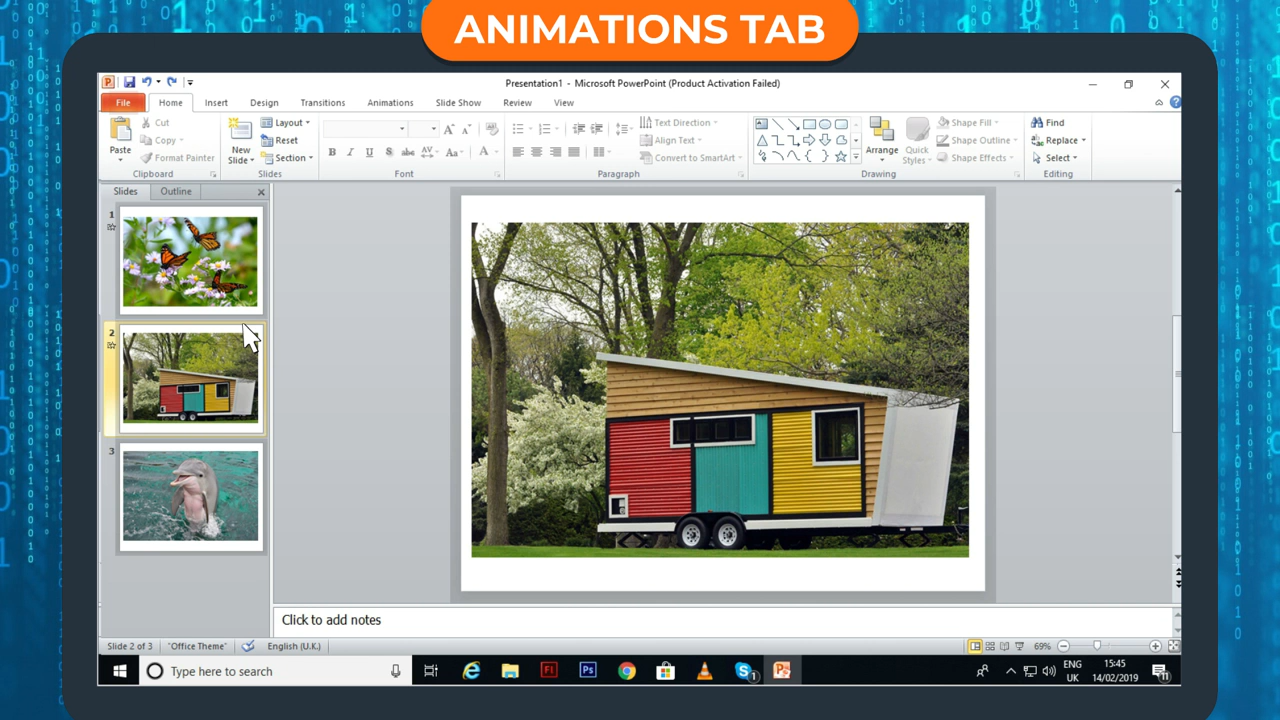 ANIMATIONS TAB
Presentation1 - Microsoft PowerPoint (Product Activation Failed)
File Home Insert Design Transitions Animations Slide Show Review View
Paste
Cut
Copy
Format Painter
Clipboard
New
Slide
Layout
Reset
Section
Slides
B I U S abc AV Aa A
Font
Text Direction
Align Text
Convert to SmartArt
Paragraph
Arrange
Quick
Styles
Shape Fill
Shape Outline
Shape Effects
Drawing
Find
Replace
Select
Editing
Slides Outline
1
2
3
Click to add notes
Slide 2 of 3 "Office Theme" English (U.K.) 69%
Type here to search
ENG
UK
15:45
14/02/2019